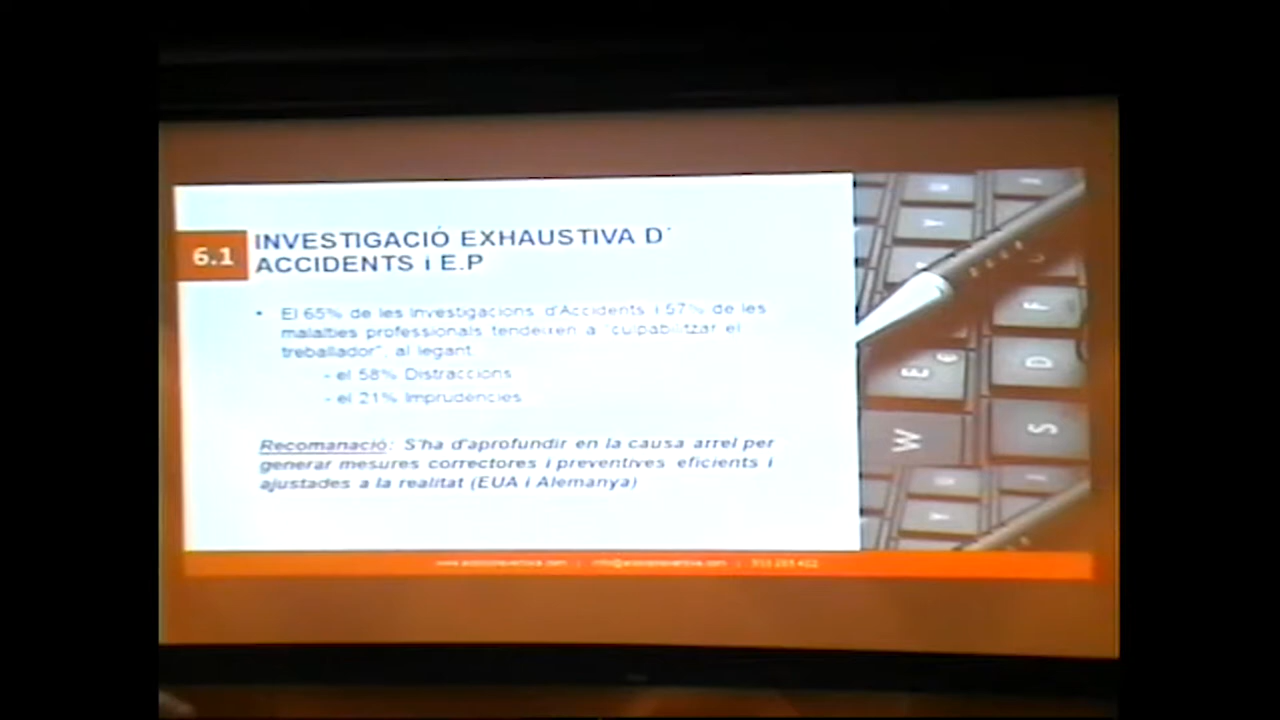 6.1
INVESTIGACIÓ EXHAUSTIVA D'
ACCIDENTS i E.P
• El 65% de les Investigacions d'Accidents i 57% de les
malalties professionals tendeixen a "culpabilitzar el
treballador", al legant:
- el 58% Distraccions
- el 21% Imprudències
Recomanació: S'ha d'aprofundir en la causa arrel per
generar mesures correctores i preventives eficients i
ajustades a la realitat (EUA i Alemanya)
W
E €
S
D
F